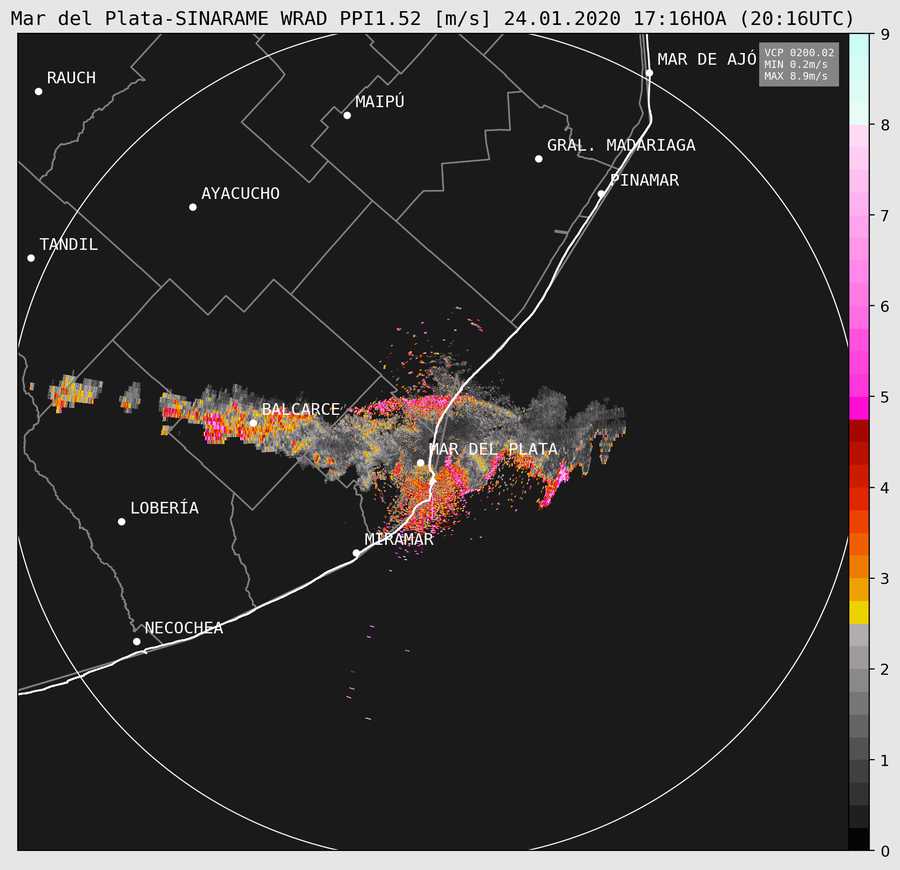 Mar del Plata-SINARAME WRAD PPI1.52 [m/s] 24.01.2020 17:16HOA (20:16UTC)
VCP 0200.02
MIN 0.2m/s
MAX 8.9m/s
MAR DE AJÓ
RAUCH
MAIPÚ
GRAL. MADARIAGA
PINAMAR
AYACUCHO
TANDIL
BALCARCE
MAR DEL PLATA
LOBERÍA
MIRAMAR
NECOCHEA
9
8
7
6
5
4
3
2
1
0